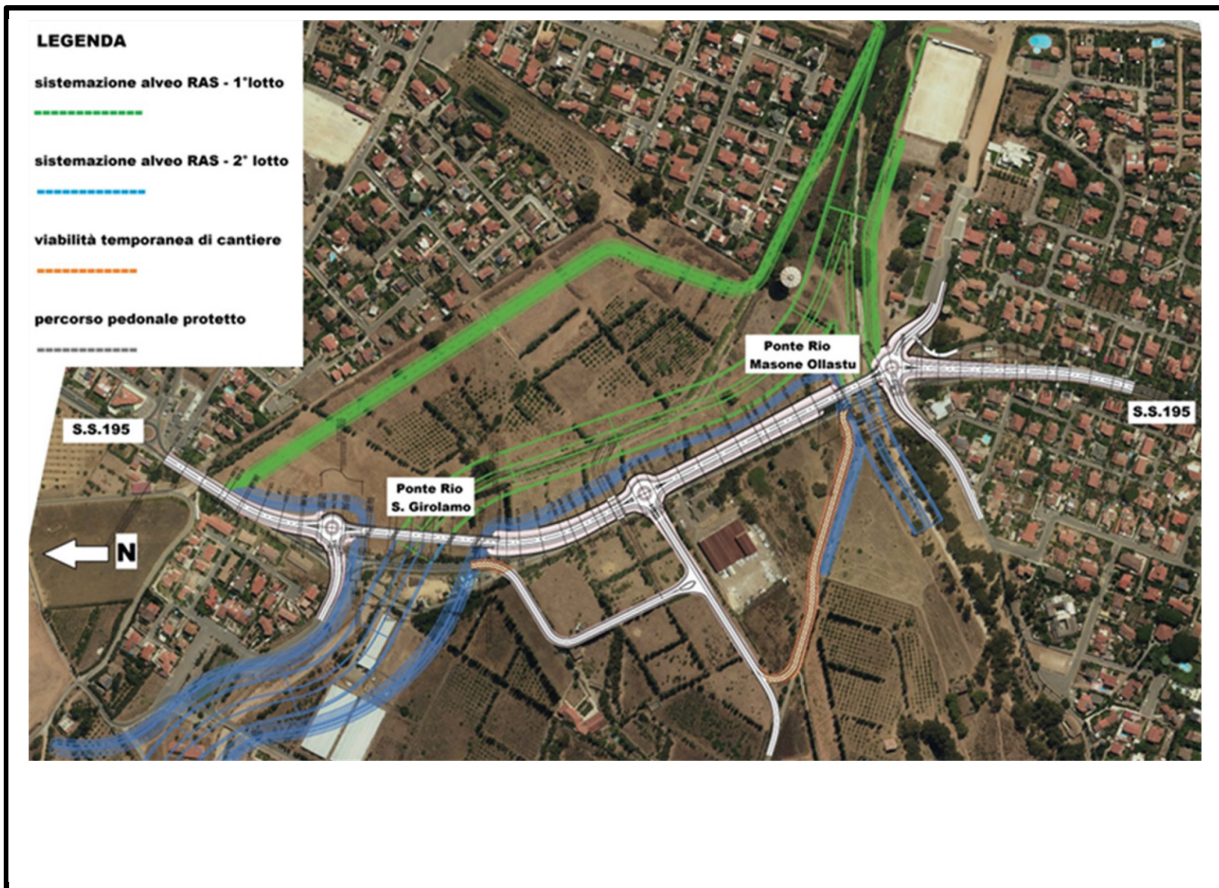 LEGENDA
sistemazione alveo RAS - 1°lotto
sistemazione alveo RAS - 2° lotto
viabilità temporanea di cantiere
percorso pedonale protetto
Ponte Rio
Masone Ollastu
S.S.195
S.S.195
Ponte Rio
S. Girolamo
N